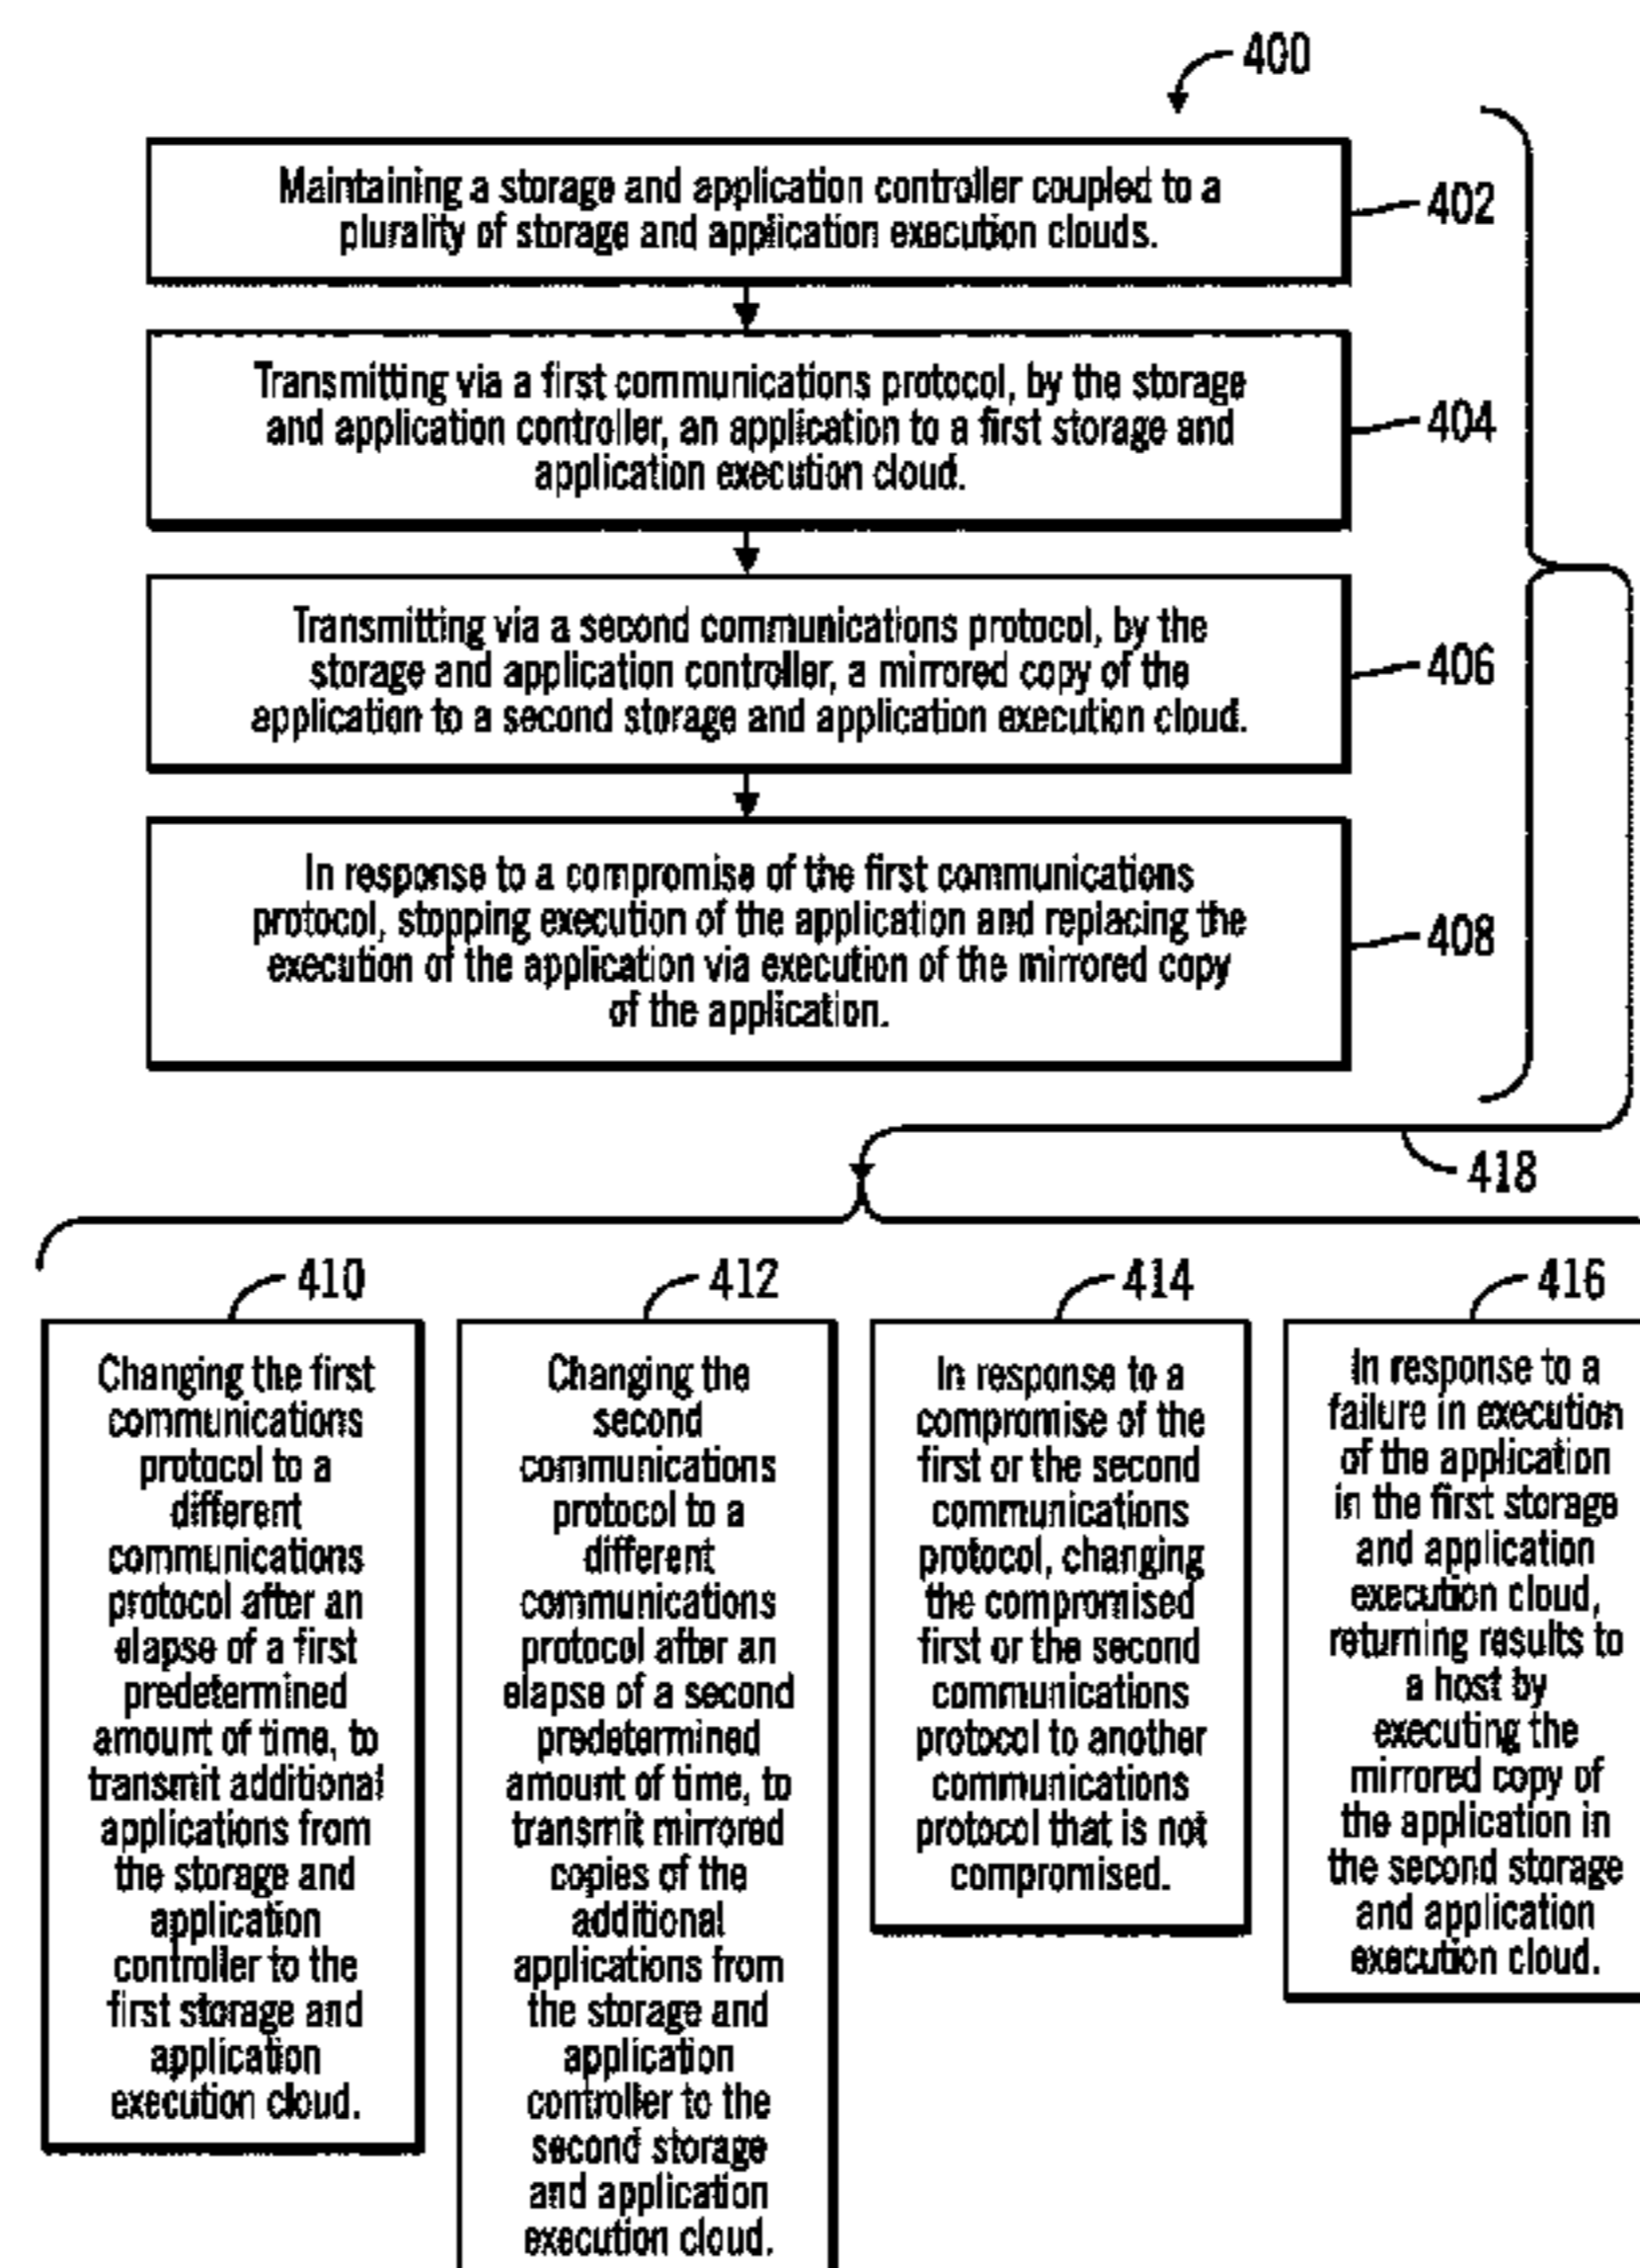 400
Maintaining a storage and application controller coupled to a
plurality of storage and application execution clouds.
402
Transmitting via a first communications protocol, by the storage
and application controller, an application to a first storage and
application execution cloud.
404
Transmitting via a second communications protocol, by the
storage and application controller, a mirrored copy of the
application to a second storage and application execution cloud.
406
In response to a compromise of the first communications
protocol, stopping execution of the application and replacing the
execution of the application via execution of the mirrored copy
of the application.
408
418
410
Changing the first
communications
protocol to a
different
communications
protocol after an
elapse of a first
predetermined
amount of time, to
transmit additional
applications from
the storage and
application
controller to the
first storage and
application
execution cloud.
412
Changing the
second
communications
protocol to a
different
communications
protocol after an
elapse of a second
predetermined
amount of time, to
transmit mirrored
copies of the
additional
applications from
the storage and
application
controller to the
second storage
and application
execution cloud.
414
In response to a
compromise of the
first or the second
communications
protocol, changing
the compromised
first or the second
communications
protocol to another
communications
protocol that is not
compromised.
416
In response to a
failure in execution
of the application
in the first storage
and application
execution cloud,
returning results to
a host by
executing the
mirrored copy of
the application in
the second storage
and application
execution cloud.